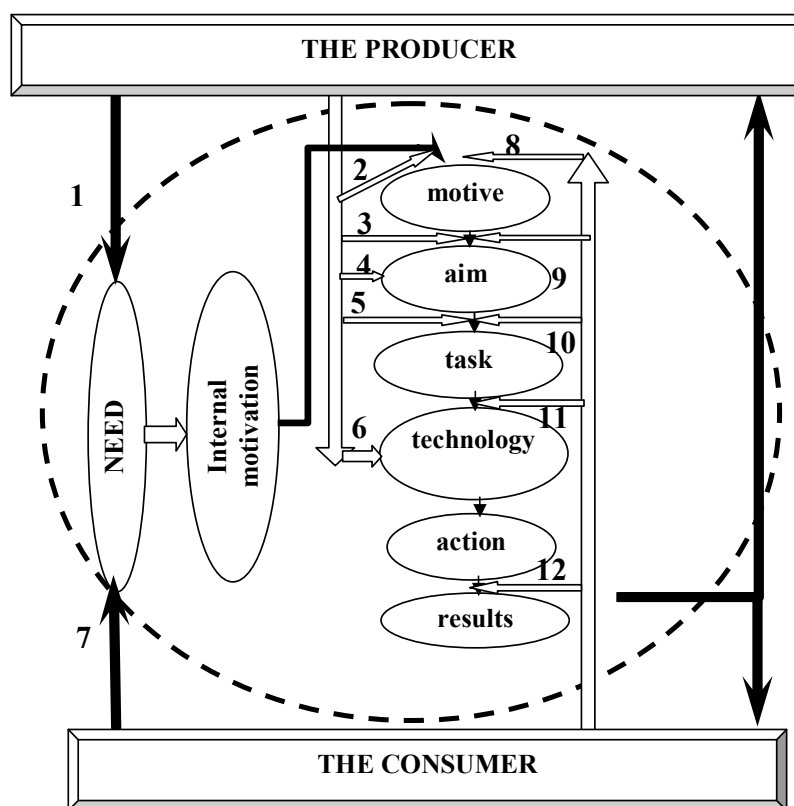 THE PRODUCER
8
2
1
motive
3
4
aim
9
5
10
task
Internal
motivation
NEED
11
6
technology
action
12
results
7
THE CONSUMER